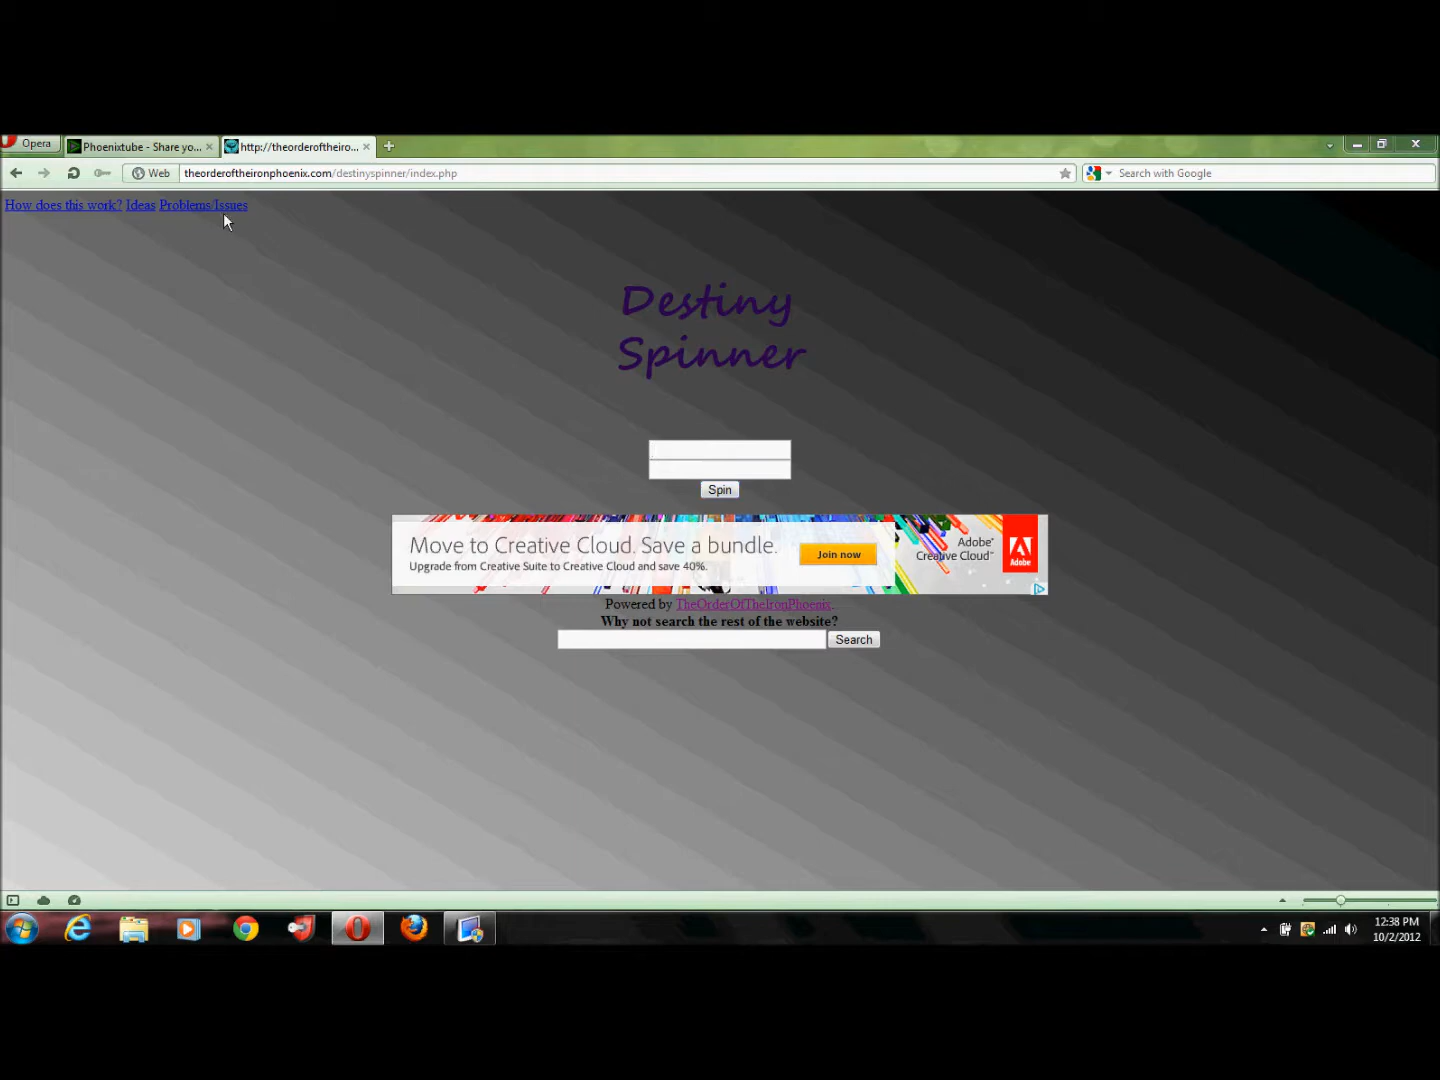 Opera
Phoenixtube - Share yo...
http://theorderoftheiro...
Web
theorderoftheironphoenix.com/destinyspinner/index.php
Search with Google
How does this work? Ideas Problems/Issues
Destiny
Spinner
Spin
Move to Creative Cloud. Save a bundle.
Upgrade from Creative Suite to Creative Cloud and save 40%.
Join now
Adobe®
Creative Cloud™
Adobe
Powered by TheOrderOfTheIronPhoenix.
Why not search the rest of the website?
Search
12:38 PM
10/2/2012